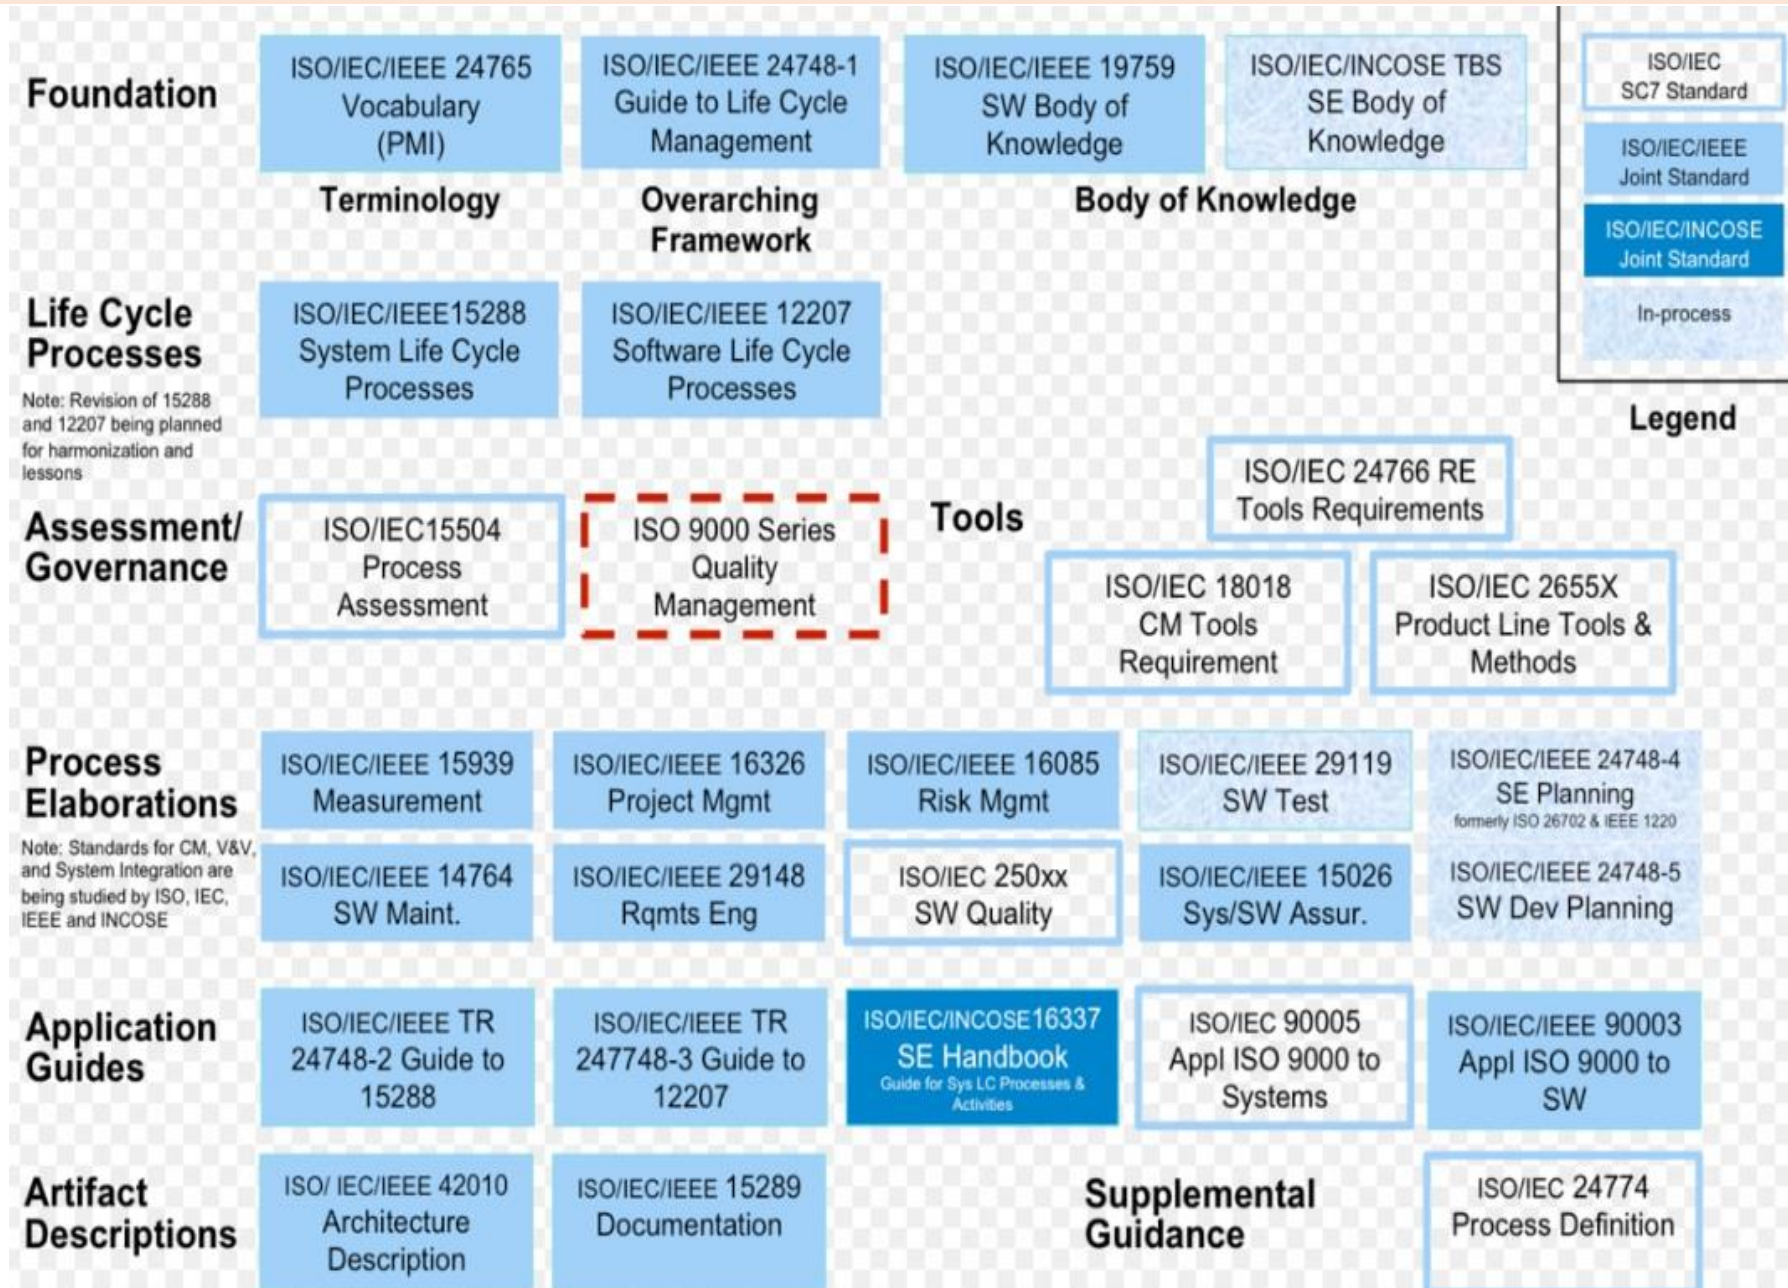 Foundation
ISO/IEC/IEEE 24765
Vocabulary
(PMI)
Terminology
ISO/IEC/IEEE 24748-1
Guide to Life Cycle
Management
Overarching
Framework
ISO/IEC/IEEE 19759
SW Body of
Knowledge
ISO/IEC/INCOSE TBS
SE Body of
Knowledge
Body of Knowledge
ISO/IEC
SC7 Standard
ISO/IEC/IEEE
Joint Standard
ISO/IEC/INCOSE
Joint Standard
In-process
Legend
Life Cycle
Processes
Note: Revision of 15288
and 12207 being planned
for harmonization and
lessons
ISO/IEC/IEEE15288
System Life Cycle
Processes
ISO/IEC/IEEE 12207
Software Life Cycle
Processes
Assessment/
Governance
ISO/IEC15504
Process
Assessment
ISO 9000 Series
Quality
Management
Tools
ISO/IEC 24766 RE
Tools Requirements
ISO/IEC 18018
CM Tools
Requirement
ISO/IEC 2655X
Product Line Tools &
Methods
Process
Elaborations
Note: Standards for CM, V&V,
and System Integration are
being studied by ISO, IEC,
IEEE and INCOSE
ISO/IEC/IEEE 15939
Measurement
ISO/IEC/IEEE 16326
Project Mgmt
ISO/IEC/IEEE 16085
Risk Mgmt
ISO/IEC/IEEE 29119
SW Test
ISO/IEC/IEEE 24748-4
SE Planning
formerly ISO 26702 & IEEE 1220
ISO/IEC/IEEE 14764
SW Maint.
ISO/IEC/IEEE 29148
Rqmts Eng
ISO/IEC 250xx
SW Quality
ISO/IEC/IEEE 15026
Sys/SW Assur.
ISO/IEC/IEEE 24748-5
SW Dev Planning
Application
Guides
ISO/IEC/IEEE TR
24748-2 Guide to
15288
ISO/IEC/IEEE TR
247748-3 Guide to
12207
ISO/IEC/INCOSE16337
SE Handbook
Guide for Sys LC Processes &
Activities
ISO/IEC 90005
Appl ISO 9000 to
Systems
ISO/IEC/IEEE 90003
Appl ISO 9000 to
SW
Artifact
Descriptions
ISO/ IEC/IEEE 42010
Architecture
Description
ISO/IEC/IEEE 15289
Documentation
Supplemental
Guidance
ISO/IEC 24774
Process Definition